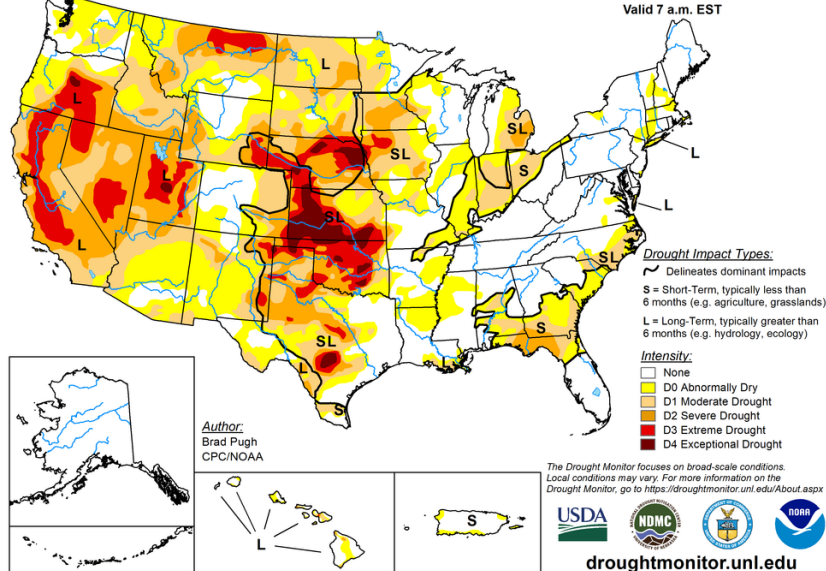 Valid 7 a.m. EST
L
L
SL
SL
S
L
L
L
SL
SL
L
S
SL
L
L
S
Drought Impact Types:
Delineates dominant impacts
S = Short-Term, typically less than
6 months (e.g. agriculture, grasslands)
L = Long-Term, typically greater than
6 months (e.g. hydrology, ecology)
Intensity:
None
D0 Abnormally Dry
D1 Moderate Drought
D2 Severe Drought
D3 Extreme Drought
D4 Exceptional Drought
Author:
Brad Pugh
CPC/NOAA
L
S
The Drought Monitor focuses on broad-scale conditions.
Local conditions may vary. For more information on the
Drought Monitor, go to https://droughtmonitor.unl.edu/About.aspx
USDA
NDMC
NOAA
droughtmonitor.unl.edu